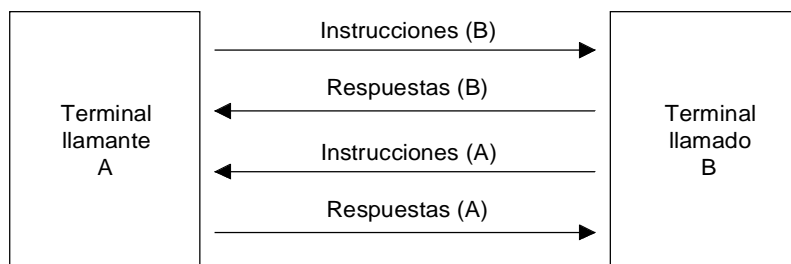 Instrucciones (B)
Respuestas (B)
Terminal
llamante
A
Terminal
llamado
B
Instrucciones (A)
Respuestas (A)